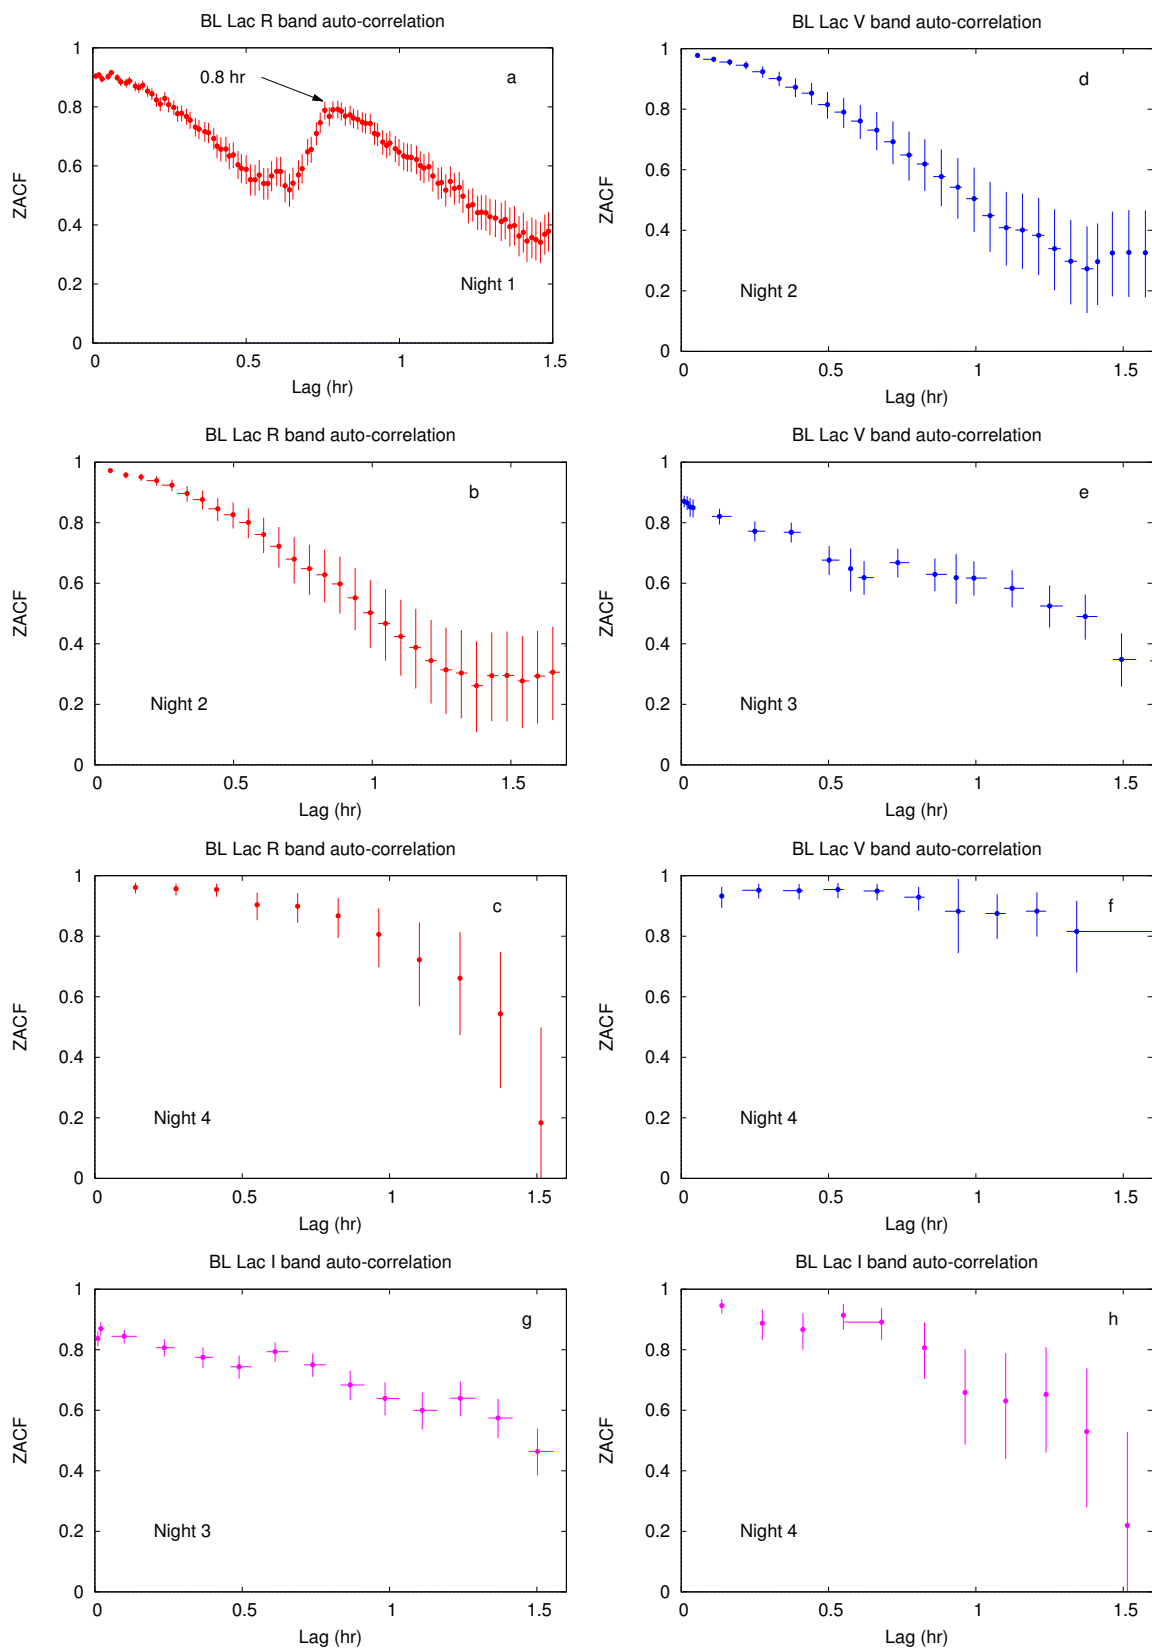 BL Lac R band auto-correlation
1
0.8
0.6
0.4
0.2
0
ZACF
0.8 hr
a
Night 1
0 0.5 1 1.5
Lag (hr)
BL Lac V band auto-correlation
1
0.8
0.6
0.4
0.2
0
ZACF
d
Night 2
0 0.5 1 1.5
Lag (hr)
BL Lac R band auto-correlation
1
0.8
0.6
0.4
0.2
0
ZACF
b
Night 2
0 0.5 1 1.5
Lag (hr)
BL Lac V band auto-correlation
1
0.8
0.6
0.4
0.2
0
ZACF
e
Night 3
0 0.5 1 1.5
Lag (hr)
BL Lac R band auto-correlation
1
0.8
0.6
0.4
0.2
0
ZACF
c
Night 4
0 0.5 1 1.5
Lag (hr)
BL Lac V band auto-correlation
1
0.8
0.6
0.4
0.2
0
ZACF
f
Night 4
0 0.5 1 1.5
Lag (hr)
BL Lac I band auto-correlation
1
0.8
0.6
0.4
0.2
0
ZACF
g
Night 3
0 0.5 1 1.5
Lag (hr)
BL Lac I band auto-correlation
1
0.8
0.6
0.4
0.2
0
ZACF
h
Night 4
0 0.5 1 1.5
Lag (hr)